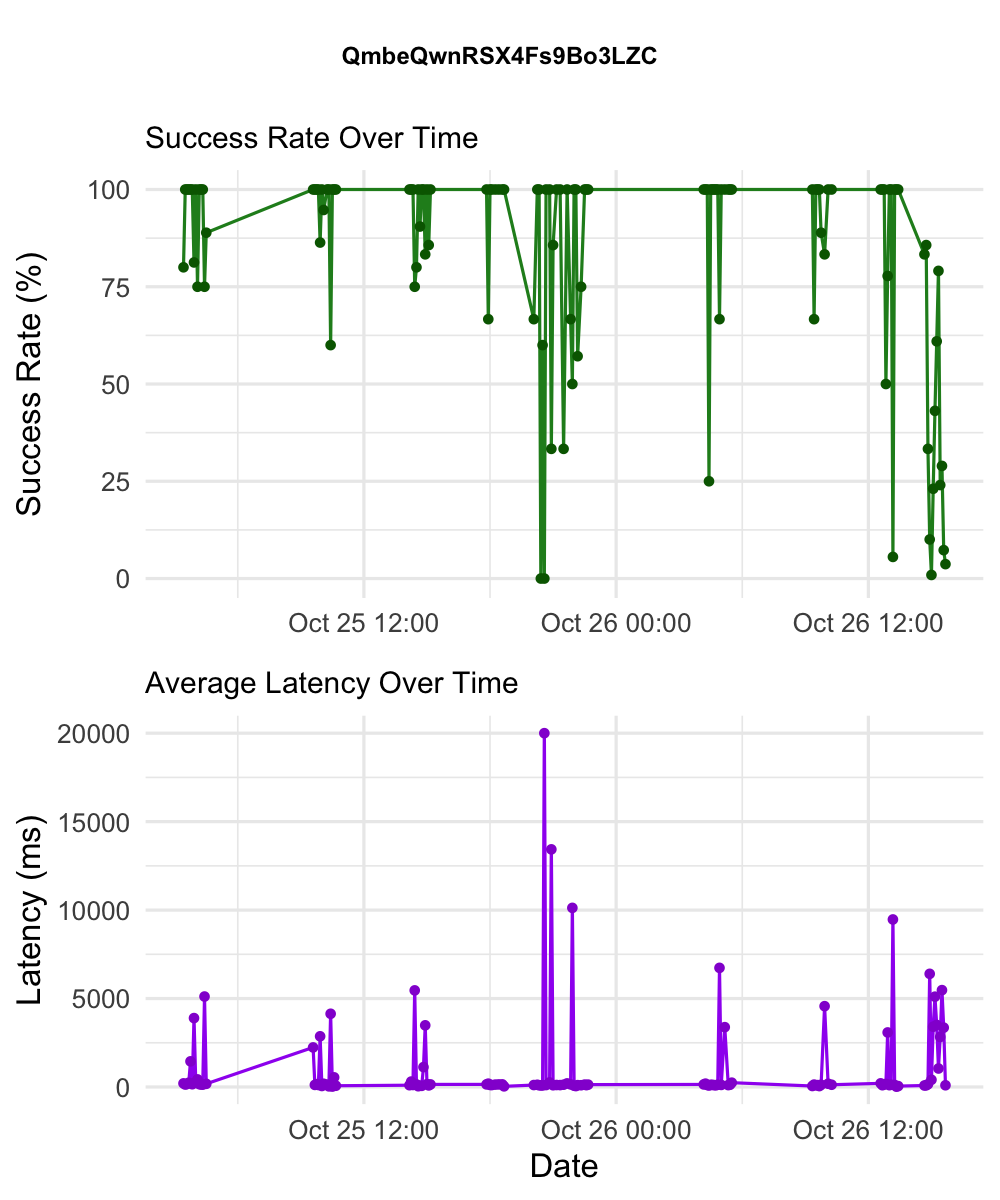 QmbeQwnRSX4Fs9Bo3LZC
Success Rate Over Time
Success Rate (%)
100
75
50
25
0
Oct 25 12:00
Oct 26 00:00
Oct 26 12:00
Average Latency Over Time
Latency (ms)
20000
15000
10000
5000
0
Oct 25 12:00
Oct 26 00:00
Oct 26 12:00
Date